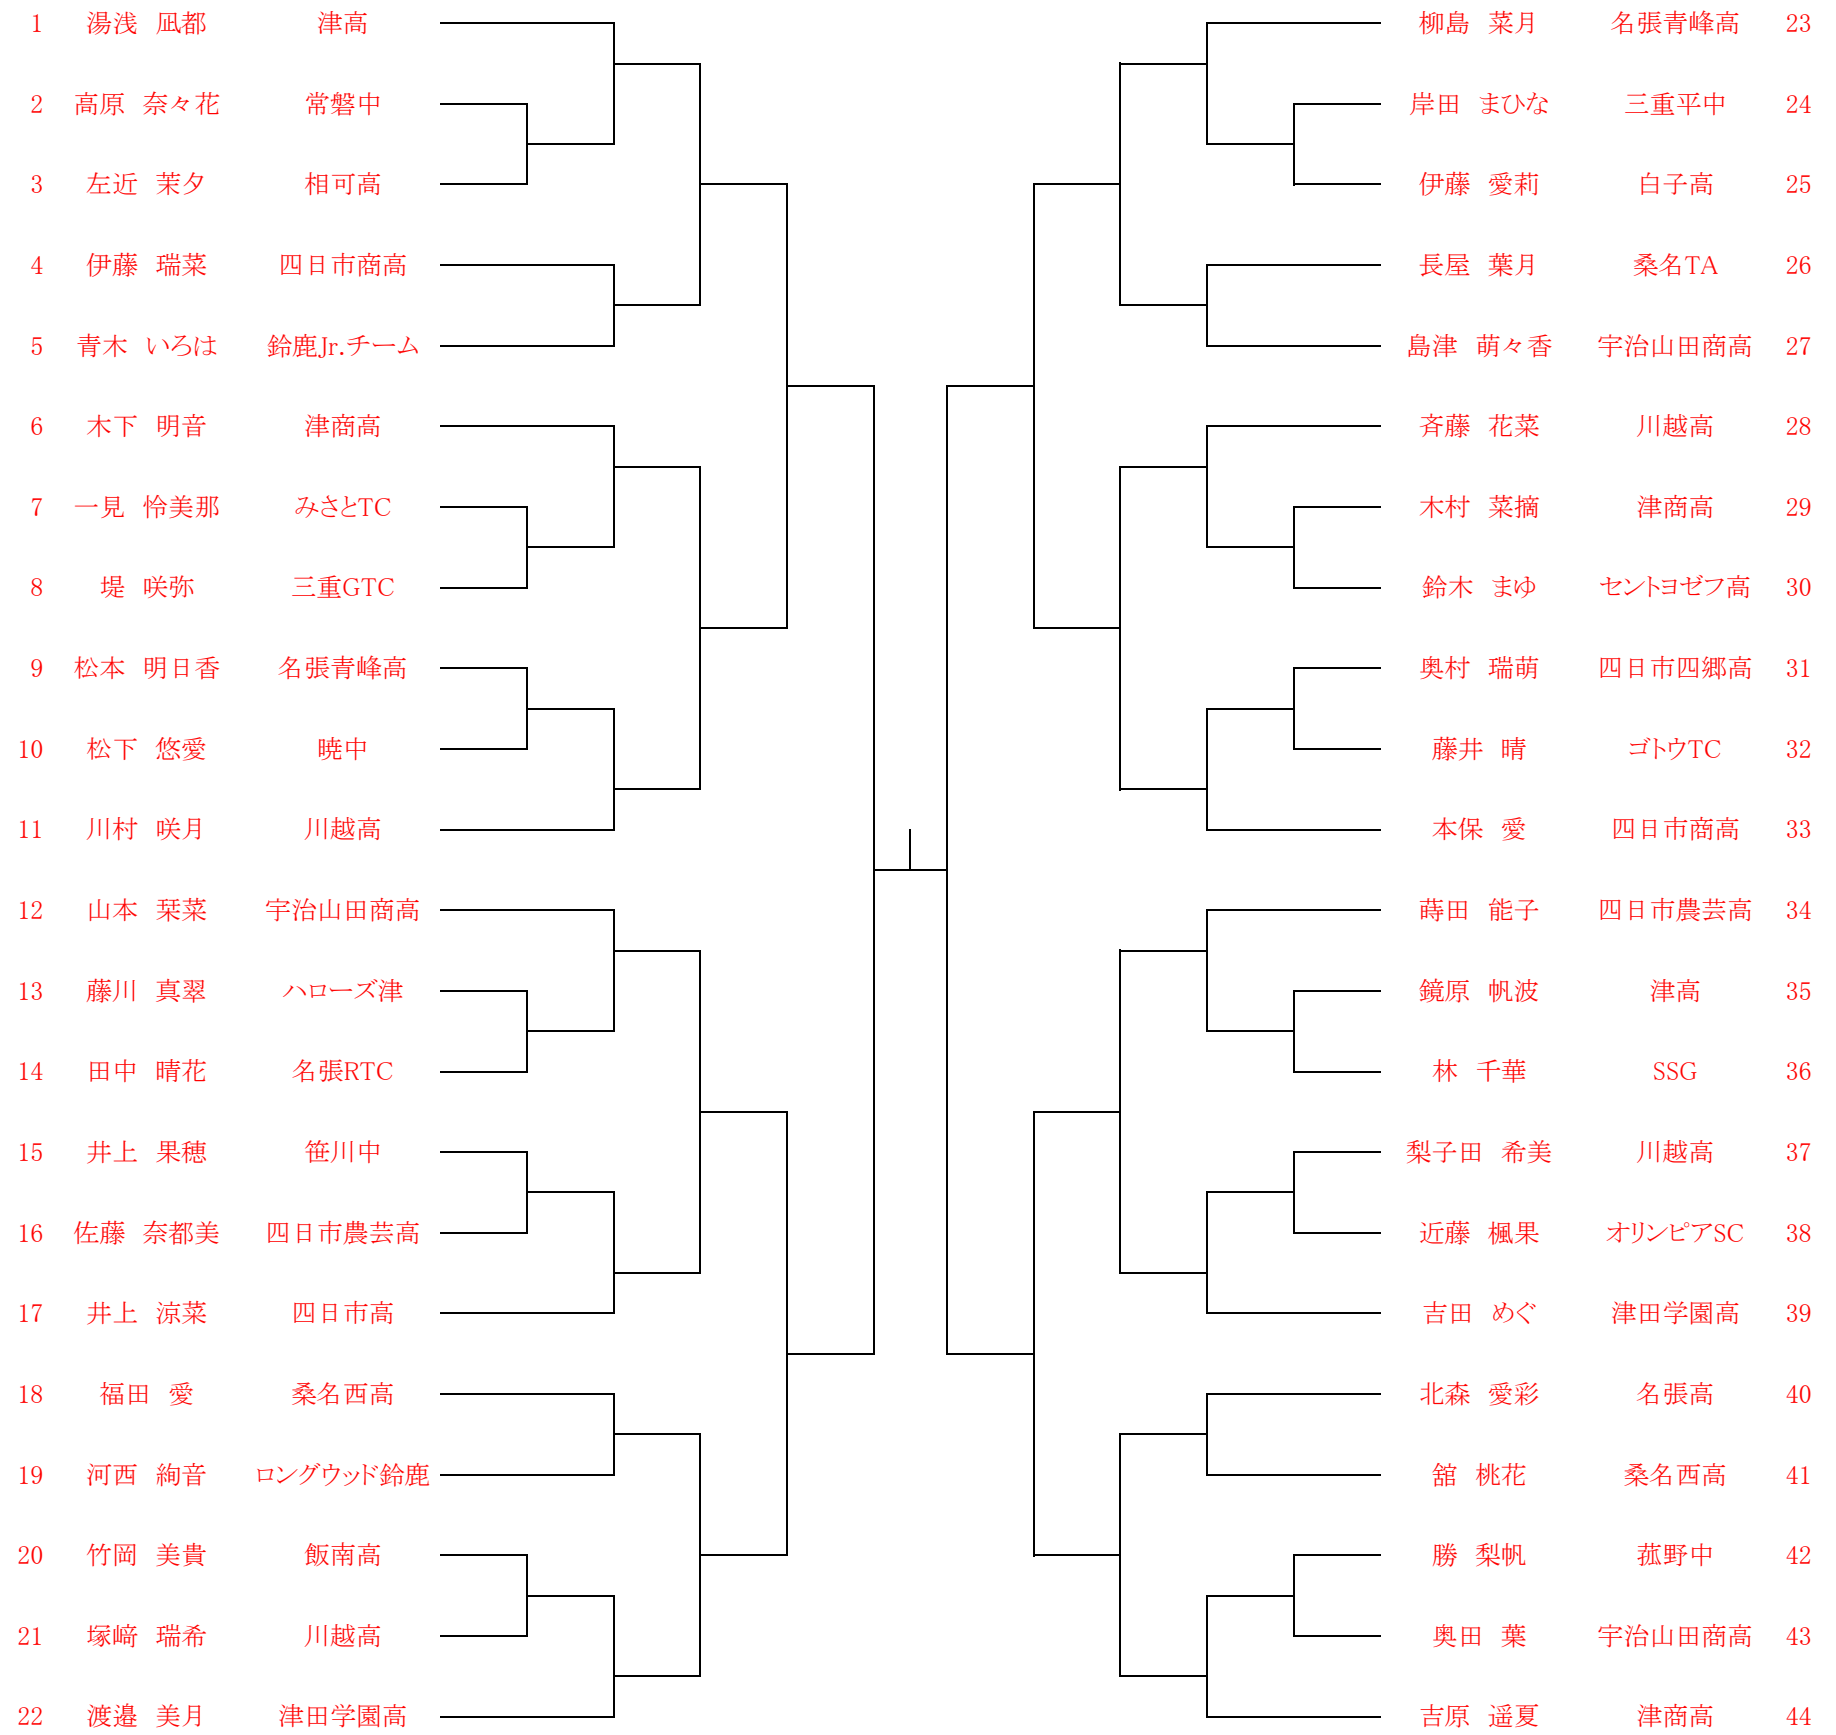 1 湯浅 凪都 津高
2 高原 奈々花 常磐中
3 左近 茉夕 相可高
4 伊藤 瑞菜 四日市商高
5 青木 いろは 鈴鹿Jr.チーム
6 木下 明音 津商高
7 一見 怜美那 みさとTC
8 堤 咲弥 三重GTC
9 松本 明日香 名張青峰高
10 松下 悠愛 暁中
11 川村 咲月 川越高
12 山本 栞菜 宇治山田商高
13 藤川 真翠 ハローズ津
14 田中 晴花 名張RTC
15 井上 果穂 笹川中
16 佐藤 奈都美 四日市農芸高
17 井上 涼菜 四日市高
18 福田 愛 桑名西高
19 河西 絢音 ロングウッド鈴鹿
20 竹岡 美貴 飯南高
21 塚﨑 瑞希 川越高
22 渡邉 美月 津田学園高
柳島 菜月 名張青峰高 23
岸田 まひな 三重平中 24
伊藤 愛莉 白子高 25
長屋 葉月 桑名TA 26
島津 萌々香 宇治山田商高 27
斉藤 花菜 川越高 28
木村 菜摘 津商高 29
鈴木 まゆ セントヨゼフ高 30
奥村 瑞萌 四日市四郷高 31
藤井 晴 ゴトウTC 32
本保 愛 四日市商高 33
蒔田 能子 四日市農芸高 34
鏡原 帆波 津高 35
林 千華 SSG 36
梨子田 希美 川越高 37
近藤 楓果 オリンピアSC 38
吉田 めぐ 津田学園高 39
北森 愛彩 名張高 40
舘 桃花 桑名西高 41
勝 梨帆 菰野中 42
奥田 葉 宇治山田商高 43
吉原 遥夏 津商高 44